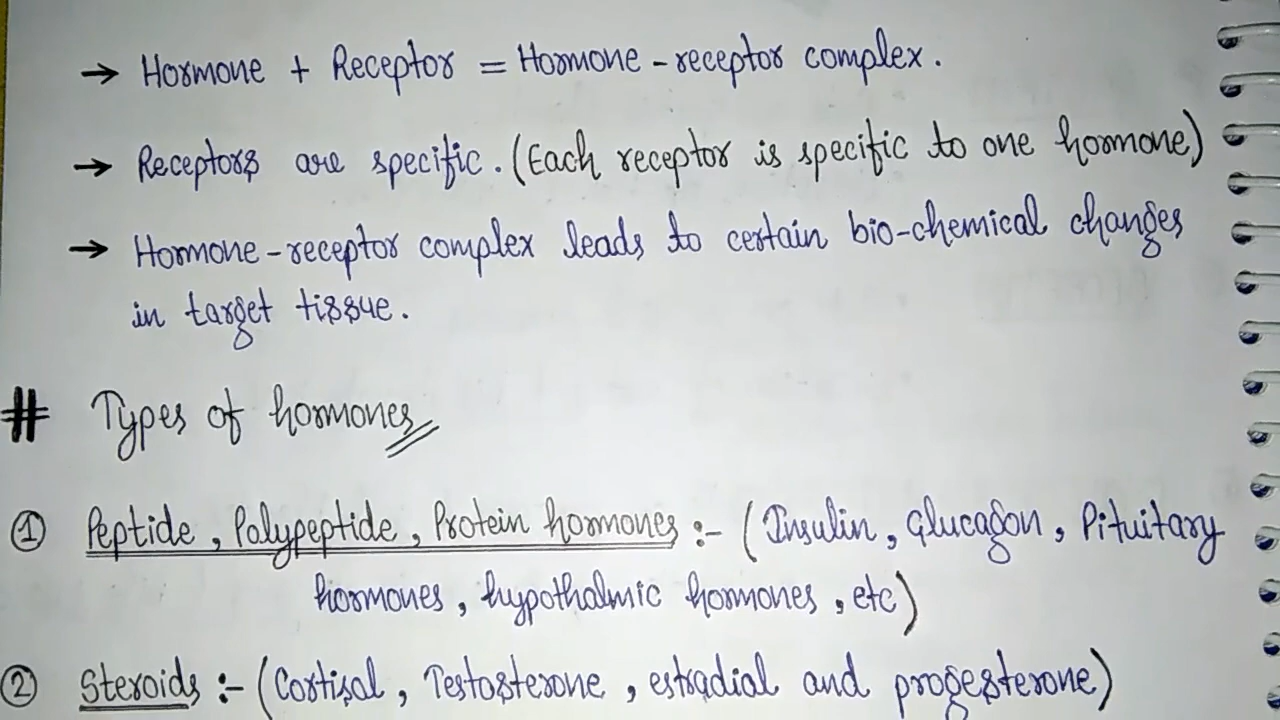 → Hormone + Receptor = Hormone-receptor complex.
→ Receptors are specific. (Each receptor is specific to one hormone)
→ Hormone-receptor complex leads to certain bio-chemical changes
in target tissue.
# Types of hormones
① Peptide, Polypeptide, Protein hormones :- (Insulin, Glucagon, Pituitary
hormones, hypothalmic hormones, etc)
② Steroids :- (Cortisol, Testosterone, estradial and progesterone)